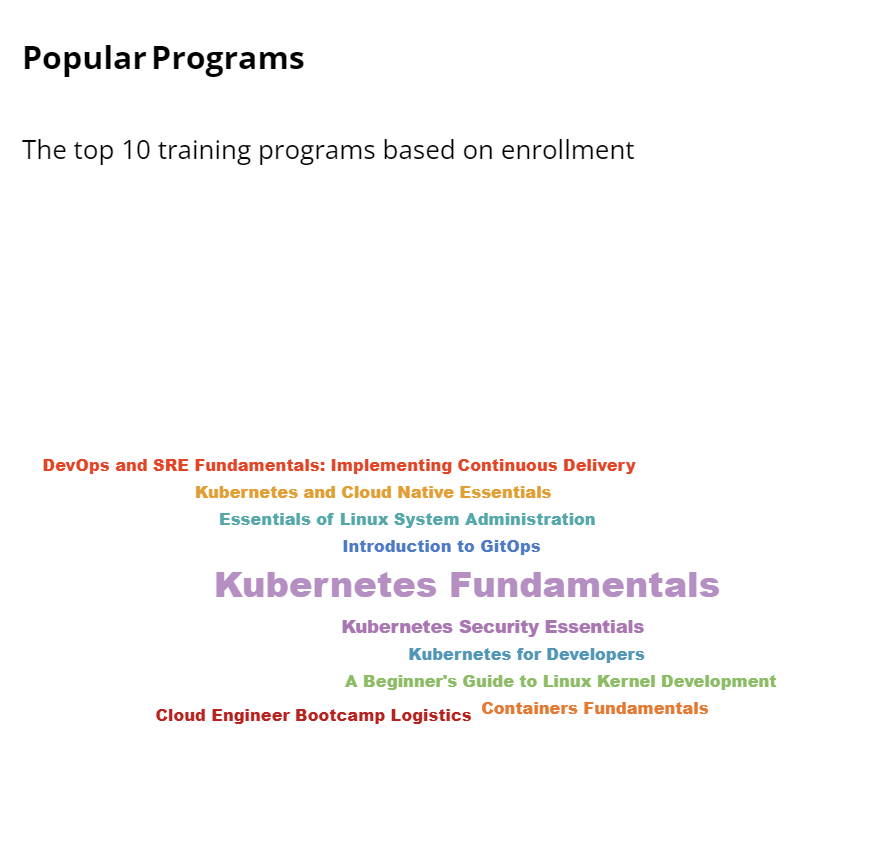 Popular Programs
The top 10 training programs based on enrollment
DevOps and SRE Fundamentals: Implementing Continuous Delivery
Kubernetes and Cloud Native Essentials
Essentials of Linux System Administration
Introduction to GitOps
Kubernetes Fundamentals
Kubernetes Security Essentials
Kubernetes for Developers
A Beginner's Guide to Linux Kernel Development
Containers Fundamentals
Cloud Engineer Bootcamp Logistics